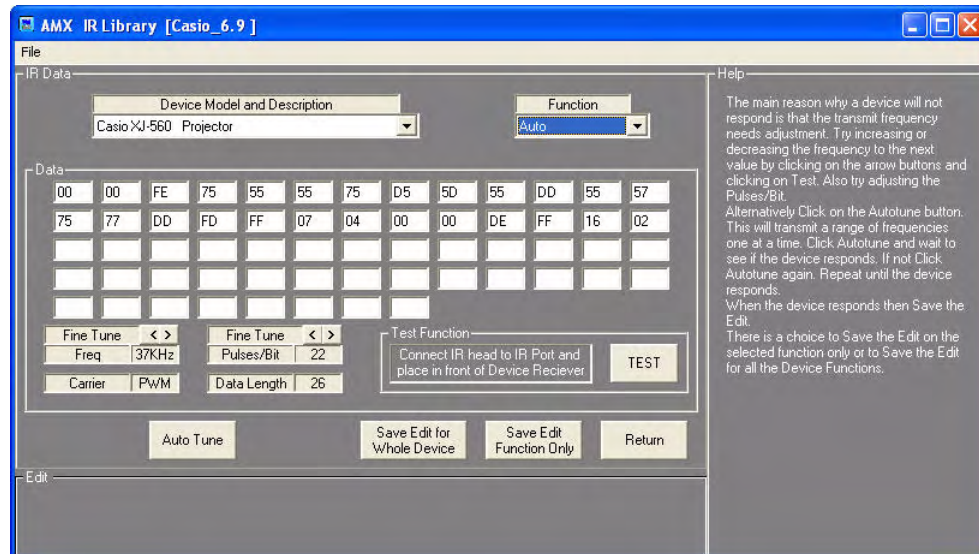 AMX IR Library [Casio_6.9 ]
File
IR Data
Device Model and Description
Function
Casio XJ-560 Projector
Auto
Data
00 00 FE 75 55 55 75 D5 5D 55 DD 55 57
75 77 DD FD FF 07 04 00 00 DE FF 16 02
Fine Tune < >
Freq 37KHz
Carrier PWM
Fine Tune < >
Pulses/Bit 22
Data Length 26
Test Function
Connect IR head to IR Port and
place in front of Device Reciever
TEST
Auto Tune
Save Edit for
Whole Device
Save Edit
Function Only
Return
Edit
Help
The main reason why a device will not
respond is that the transmit frequency
needs adjustment. Try increasing or
decreasing the frequency to the next
value by clicking on the arrow buttons and
clicking on Test. Also try adjusting the
Pulses/Bit.
Alternatively Click on the Autotune button.
This will transmit a range of frequencies
one at a time. Click Autotune and wait to
see if the device responds. If not Click
Autotune again. Repeat until the device
responds.
When the device responds then Save the
Edit.
There is a choice to Save the Edit on the
selected function only or to Save the Edit
for all the Device Functions.